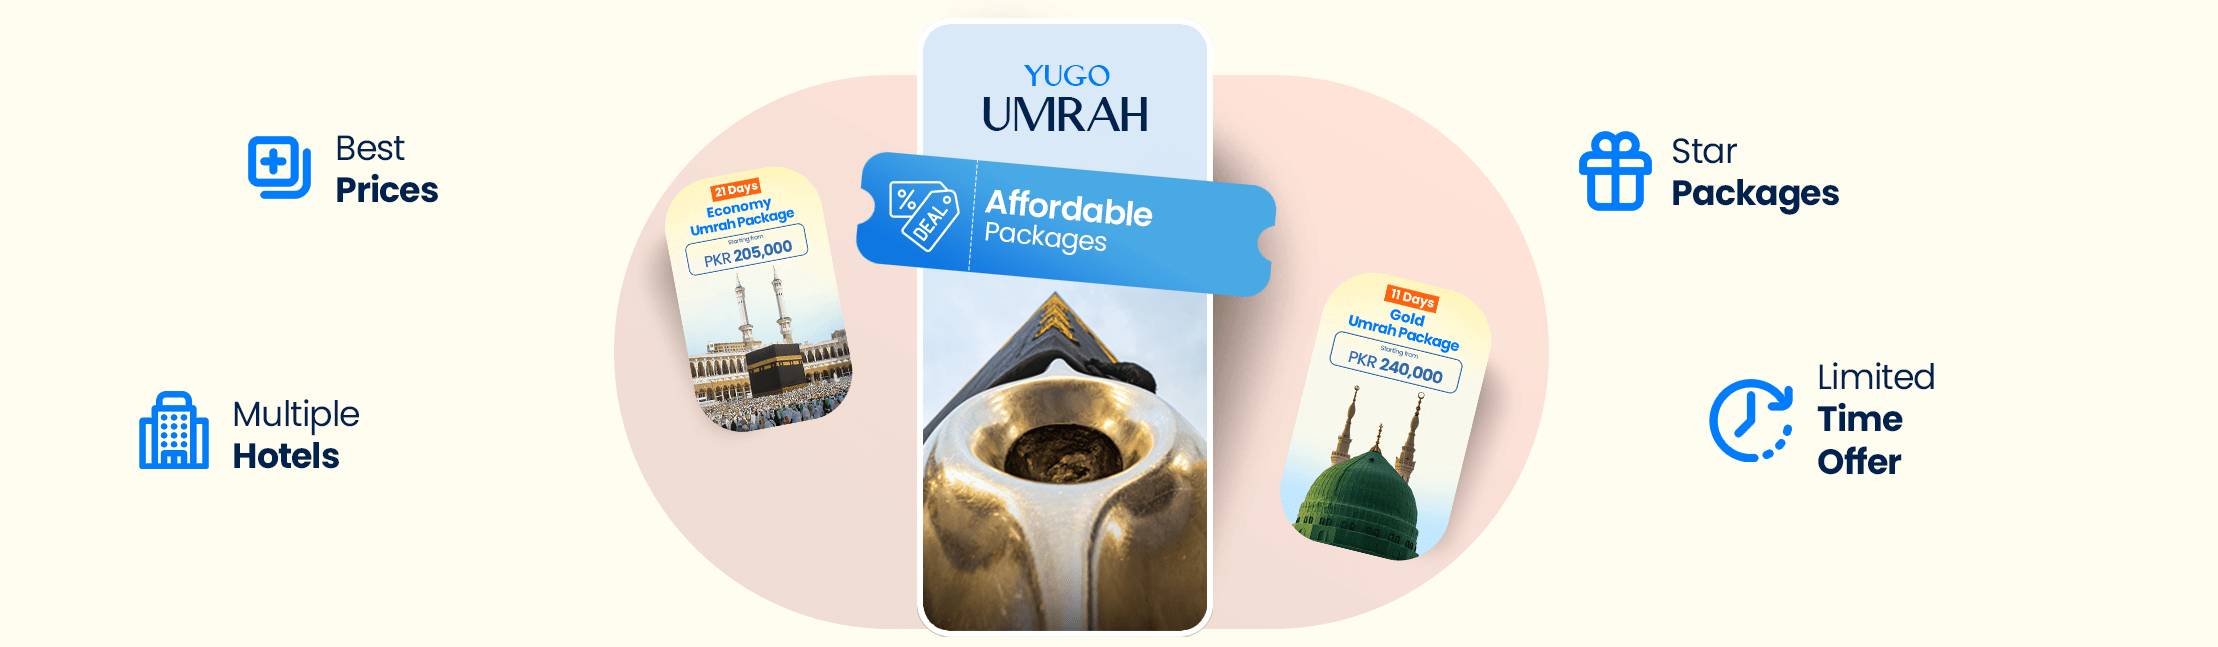 Best
Prices
Multiple
Hotels
21 Days
Economy
Umrah Package
Starting from
PKR 205,000
YUGO
UMRAH
%
DEAL
Affordable
Packages
11 Days
Gold
Umrah Package
Starting from
PKR 240,000
Star
Packages
Limited
Time
Offer